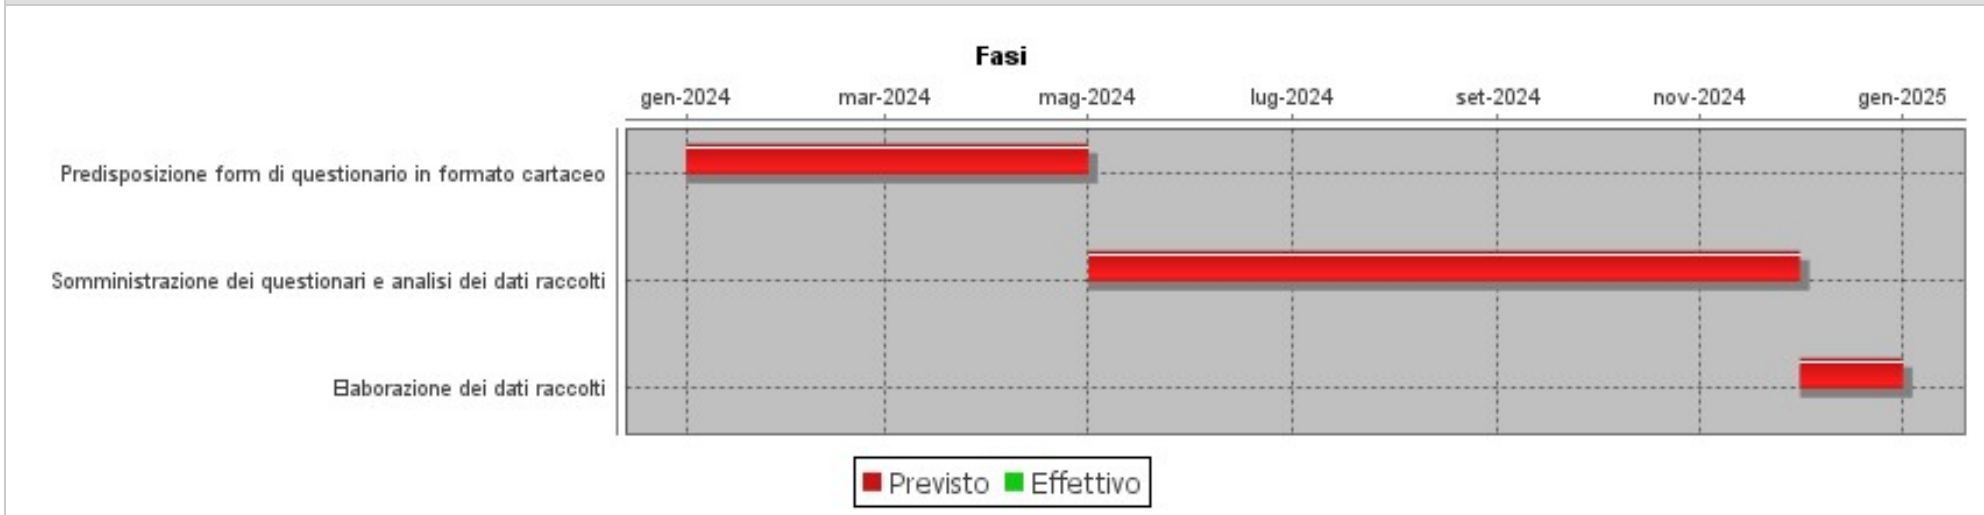 Fasi
gen-2024 mar-2024 mag-2024 lug-2024 set-2024 nov-2024 gen-2025
Predisposizione form di questionario in formato cartaceo
Somministrazione dei questionari e analisi dei dati raccolti
Elaborazione dei dati raccolti
Previsto Effettivo